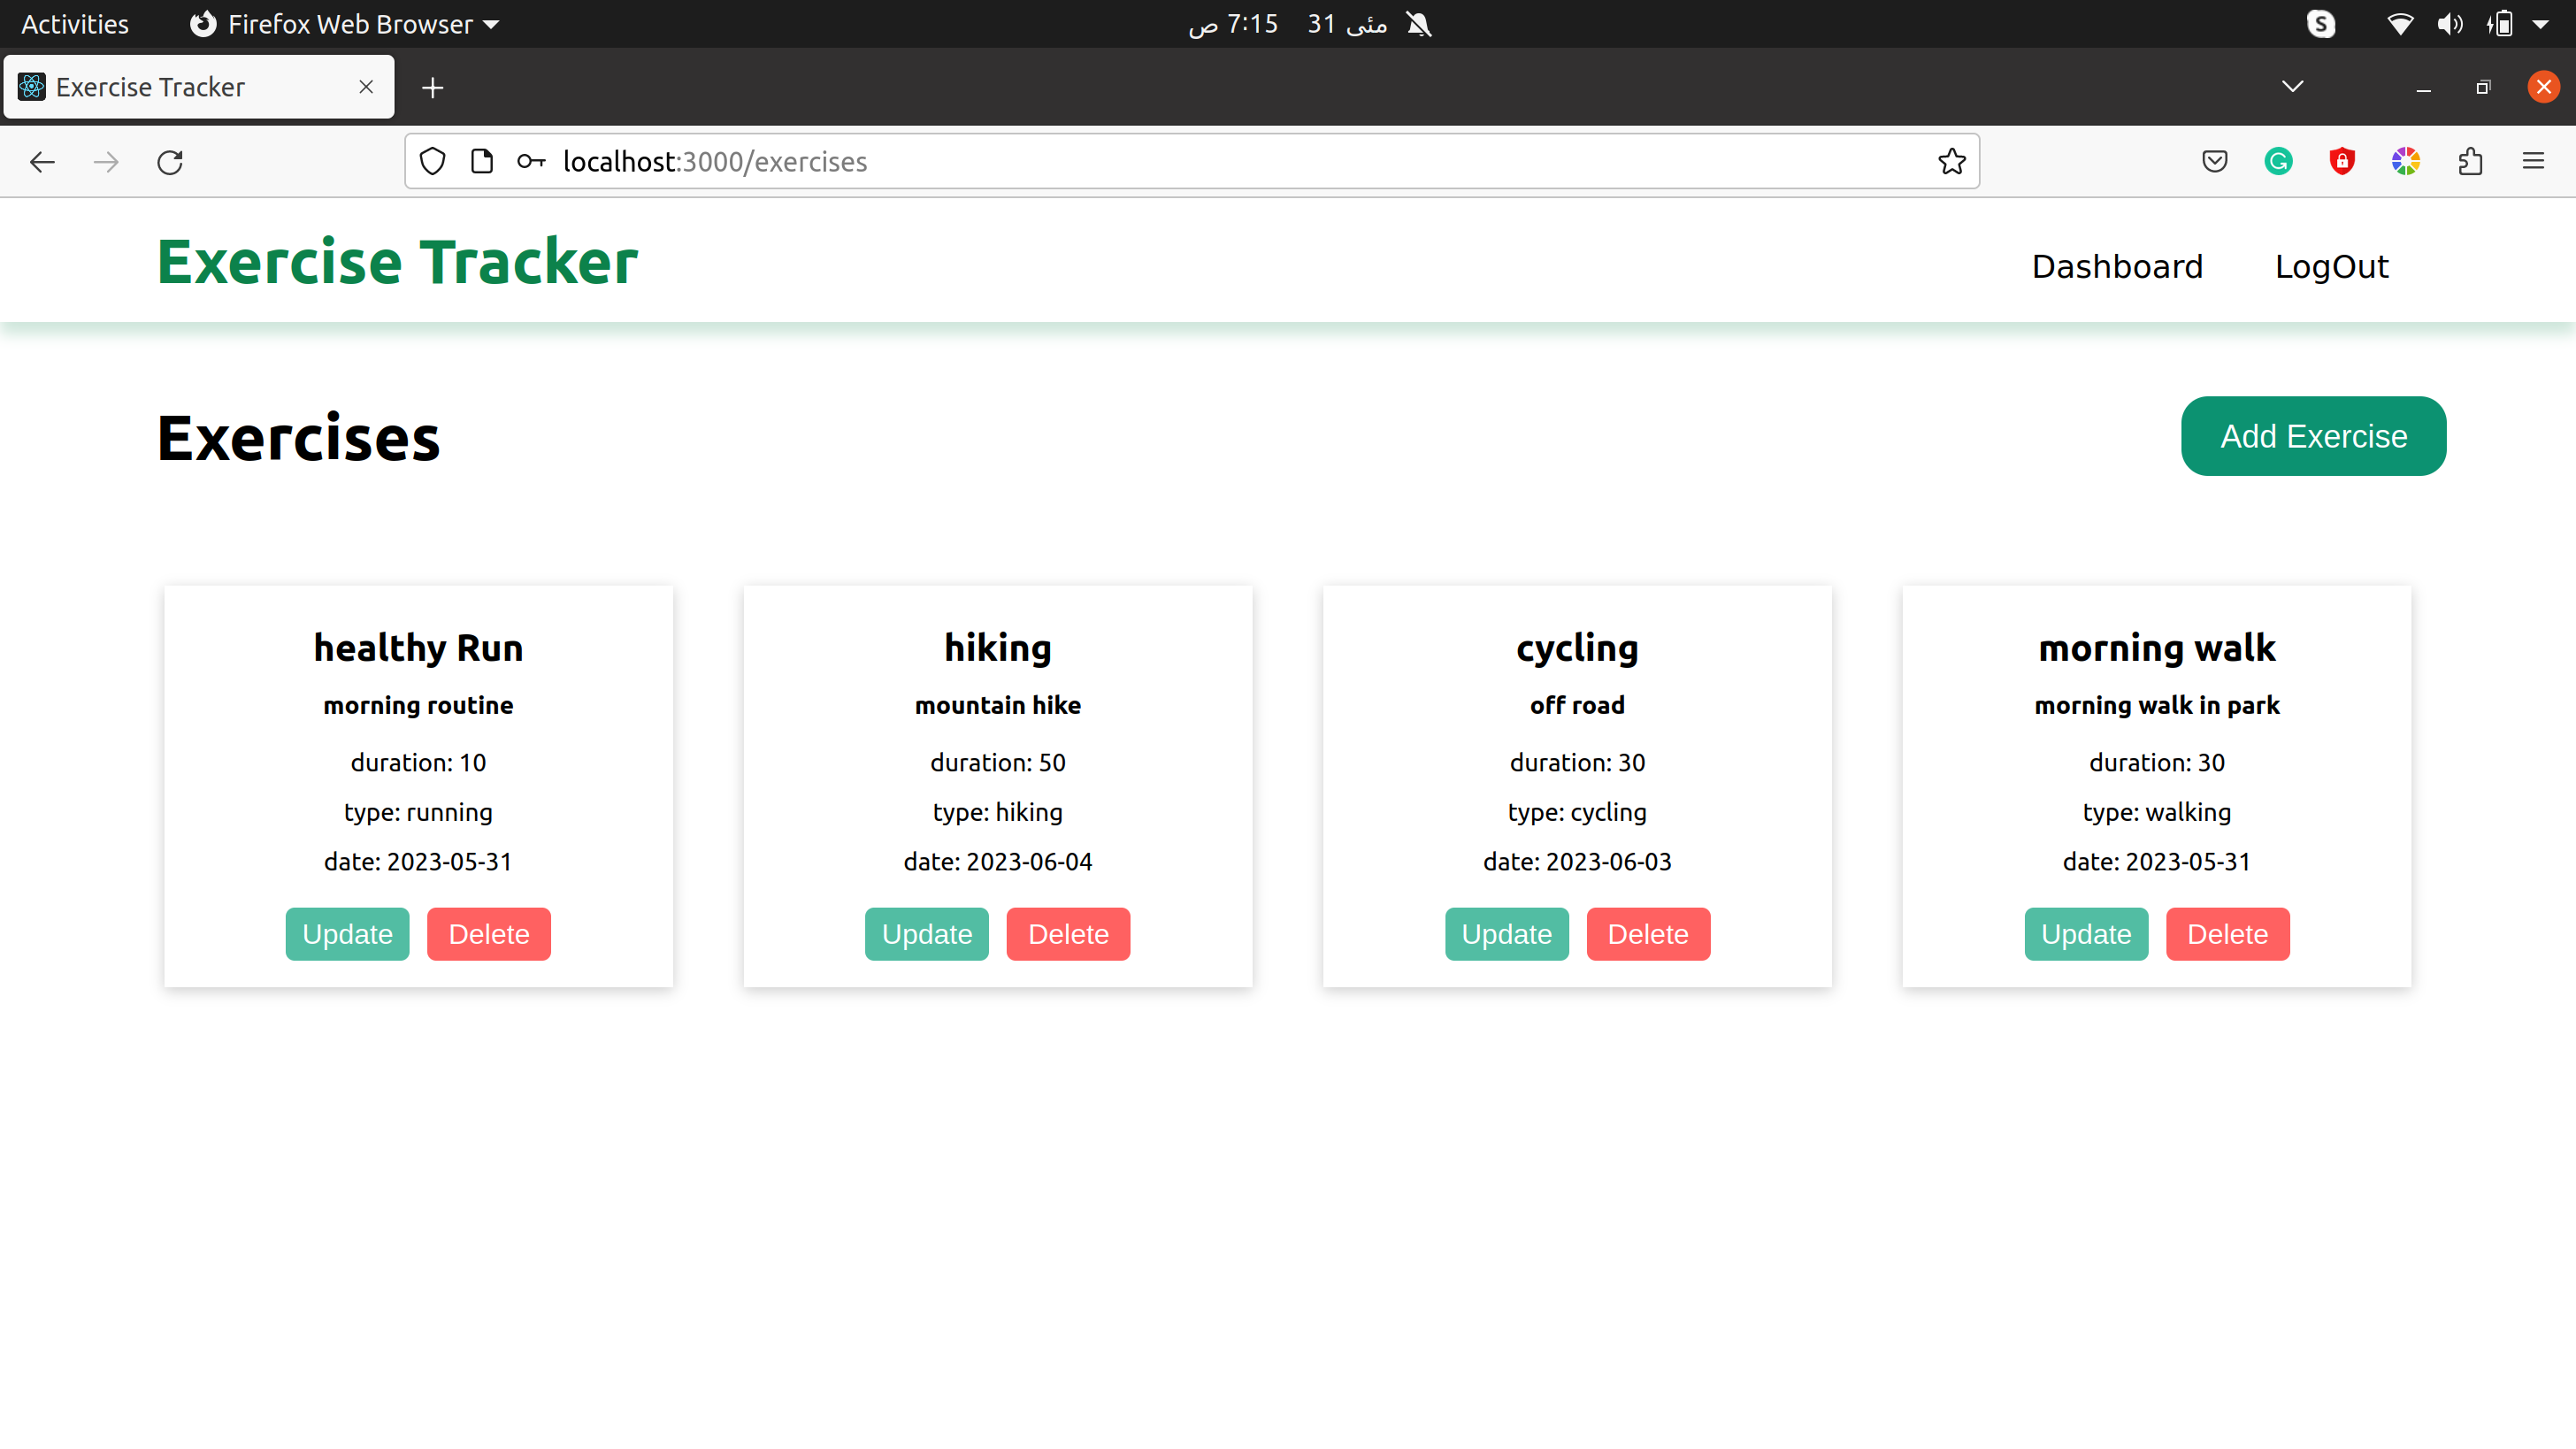 Activities Firefox Web Browser 7:15 ص 31 مئی S
Exercise Tracker
localhost:3000/exercises
Exercise Tracker Dashboard LogOut
Exercises Add Exercise
healthy Run
morning routine
duration: 10
type: running
date: 2023-05-31
Update Delete
hiking
mountain hike
duration: 50
type: hiking
date: 2023-06-04
Update Delete
cycling
off road
duration: 30
type: cycling
date: 2023-06-03
Update Delete
morning walk
morning walk in park
duration: 30
type: walking
date: 2023-05-31
Update Delete